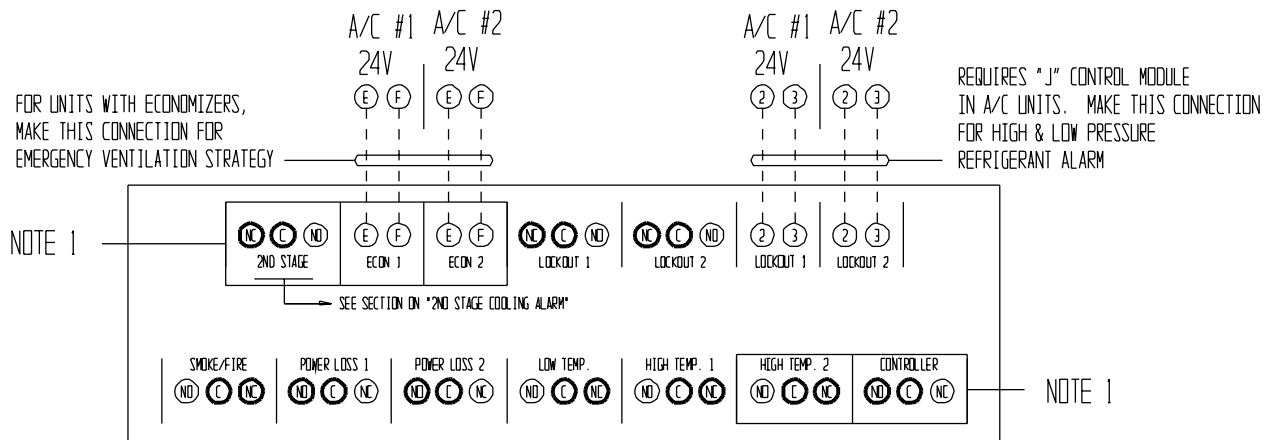 A/C #1 A/C #2
24V 24V
E F E F
A/C #1 A/C #2
24V 24V
2 3 2 3
FOR UNITS WITH ECONOMIZERS,
MAKE THIS CONNECTION FOR
EMERGENCY VENTILATION STRATEGY
REQUIRES "J" CONTROL MODULE
IN A/C UNITS. MAKE THIS CONNECTION
FOR HIGH & LOW PRESSURE
REFRIGERANT ALARM
NOTE 1
NC C NO E F E F NC C NO NC C NO 2 3 2 3
2ND STAGE ECON 1 ECON 2 LOCKOUT 1 LOCKOUT 2 LOCKOUT 1 LOCKOUT 2
SEE SECTION ON "2ND STAGE COOLING ALARM"
SMOKE/FIRE POWER LOSS 1 POWER LOSS 2 LOW TEMP. HIGH TEMP. 1 HIGH TEMP. 2 CONTROLLER
NO C NC NO C NC NO C NC NO C NC NO C NC NO C NC NO C NC
NOTE 1